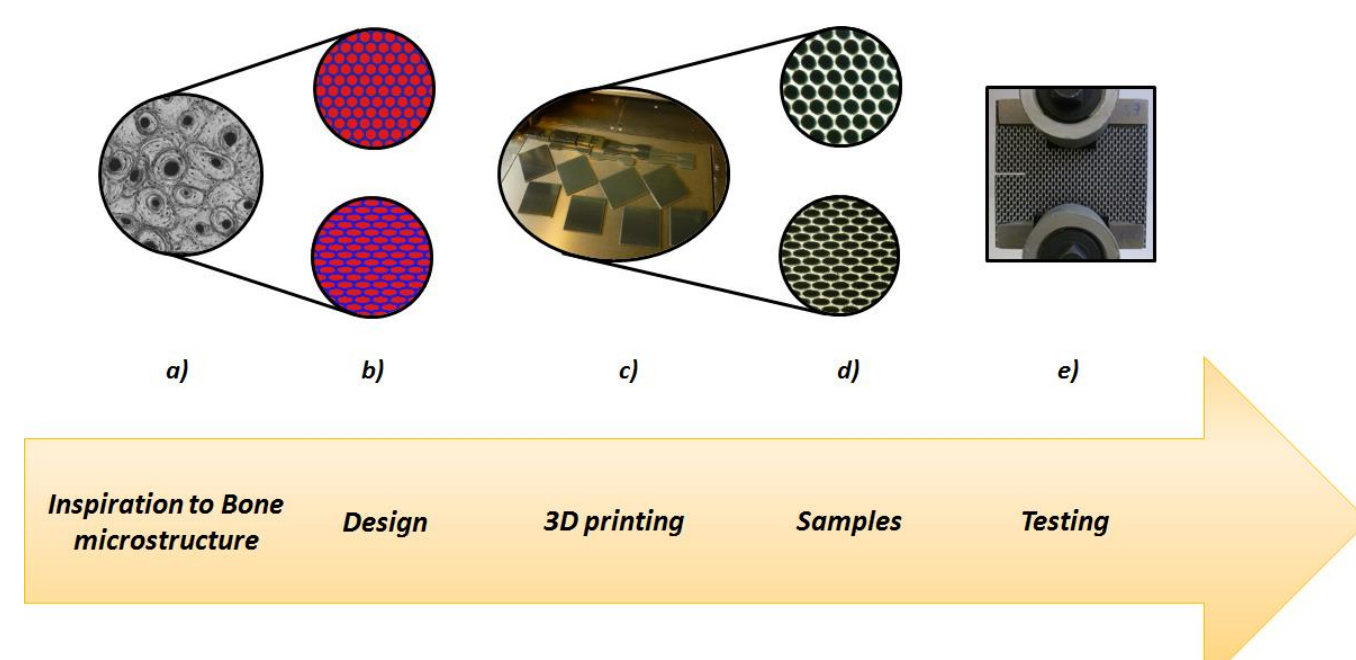 a)
b)
c)
d)
e)
Inspiration to Bone
microstructure
Design
3D printing
Samples
Testing